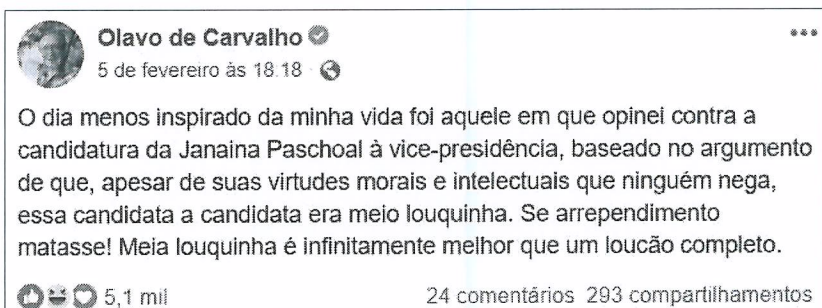 Olavo de Carvalho
5 de fevereiro às 18:18
O dia menos inspirado da minha vida foi aquele em que opinei contra a
candidatura da Janaina Paschoal à vice-presidência, baseado no argumento
de que, apesar de suas virtudes morais e intelectuais que ninguém nega,
essa candidata a candidata era meio louquinha. Se arrependimento
matasse! Meia louquinha é infinitamente melhor que um loucão completo.
5,1 mil
24 comentários 293 compartilhamentos